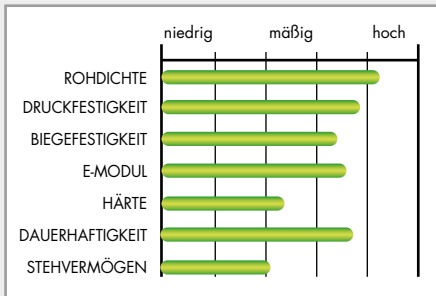 niedrig mäßig hoch
ROHDICHTE
DRUCKFESTIGKEIT
BIEGEFESTIGKEIT
E-MODUL
HÄRTE
DAUERHAFTIGKEIT
STEHVERMÖGEN